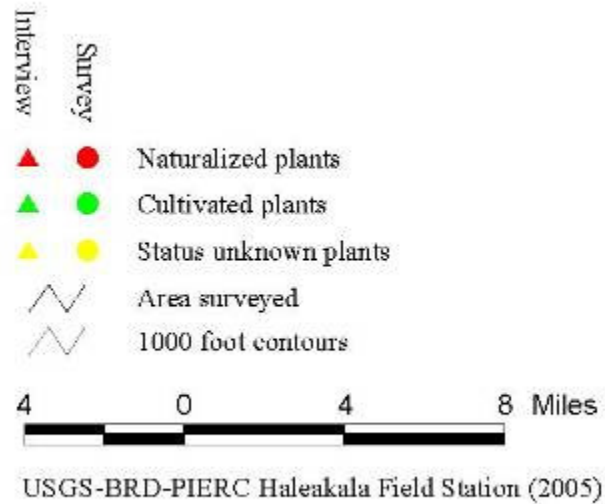 Interview
Survey
Naturalized plants
Cultivated plants
Status unknown plants
Area surveyed
1000 foot contours
4 0 4 8 Miles
USGS-BRD-PIERC Haleakala Field Station (2005)